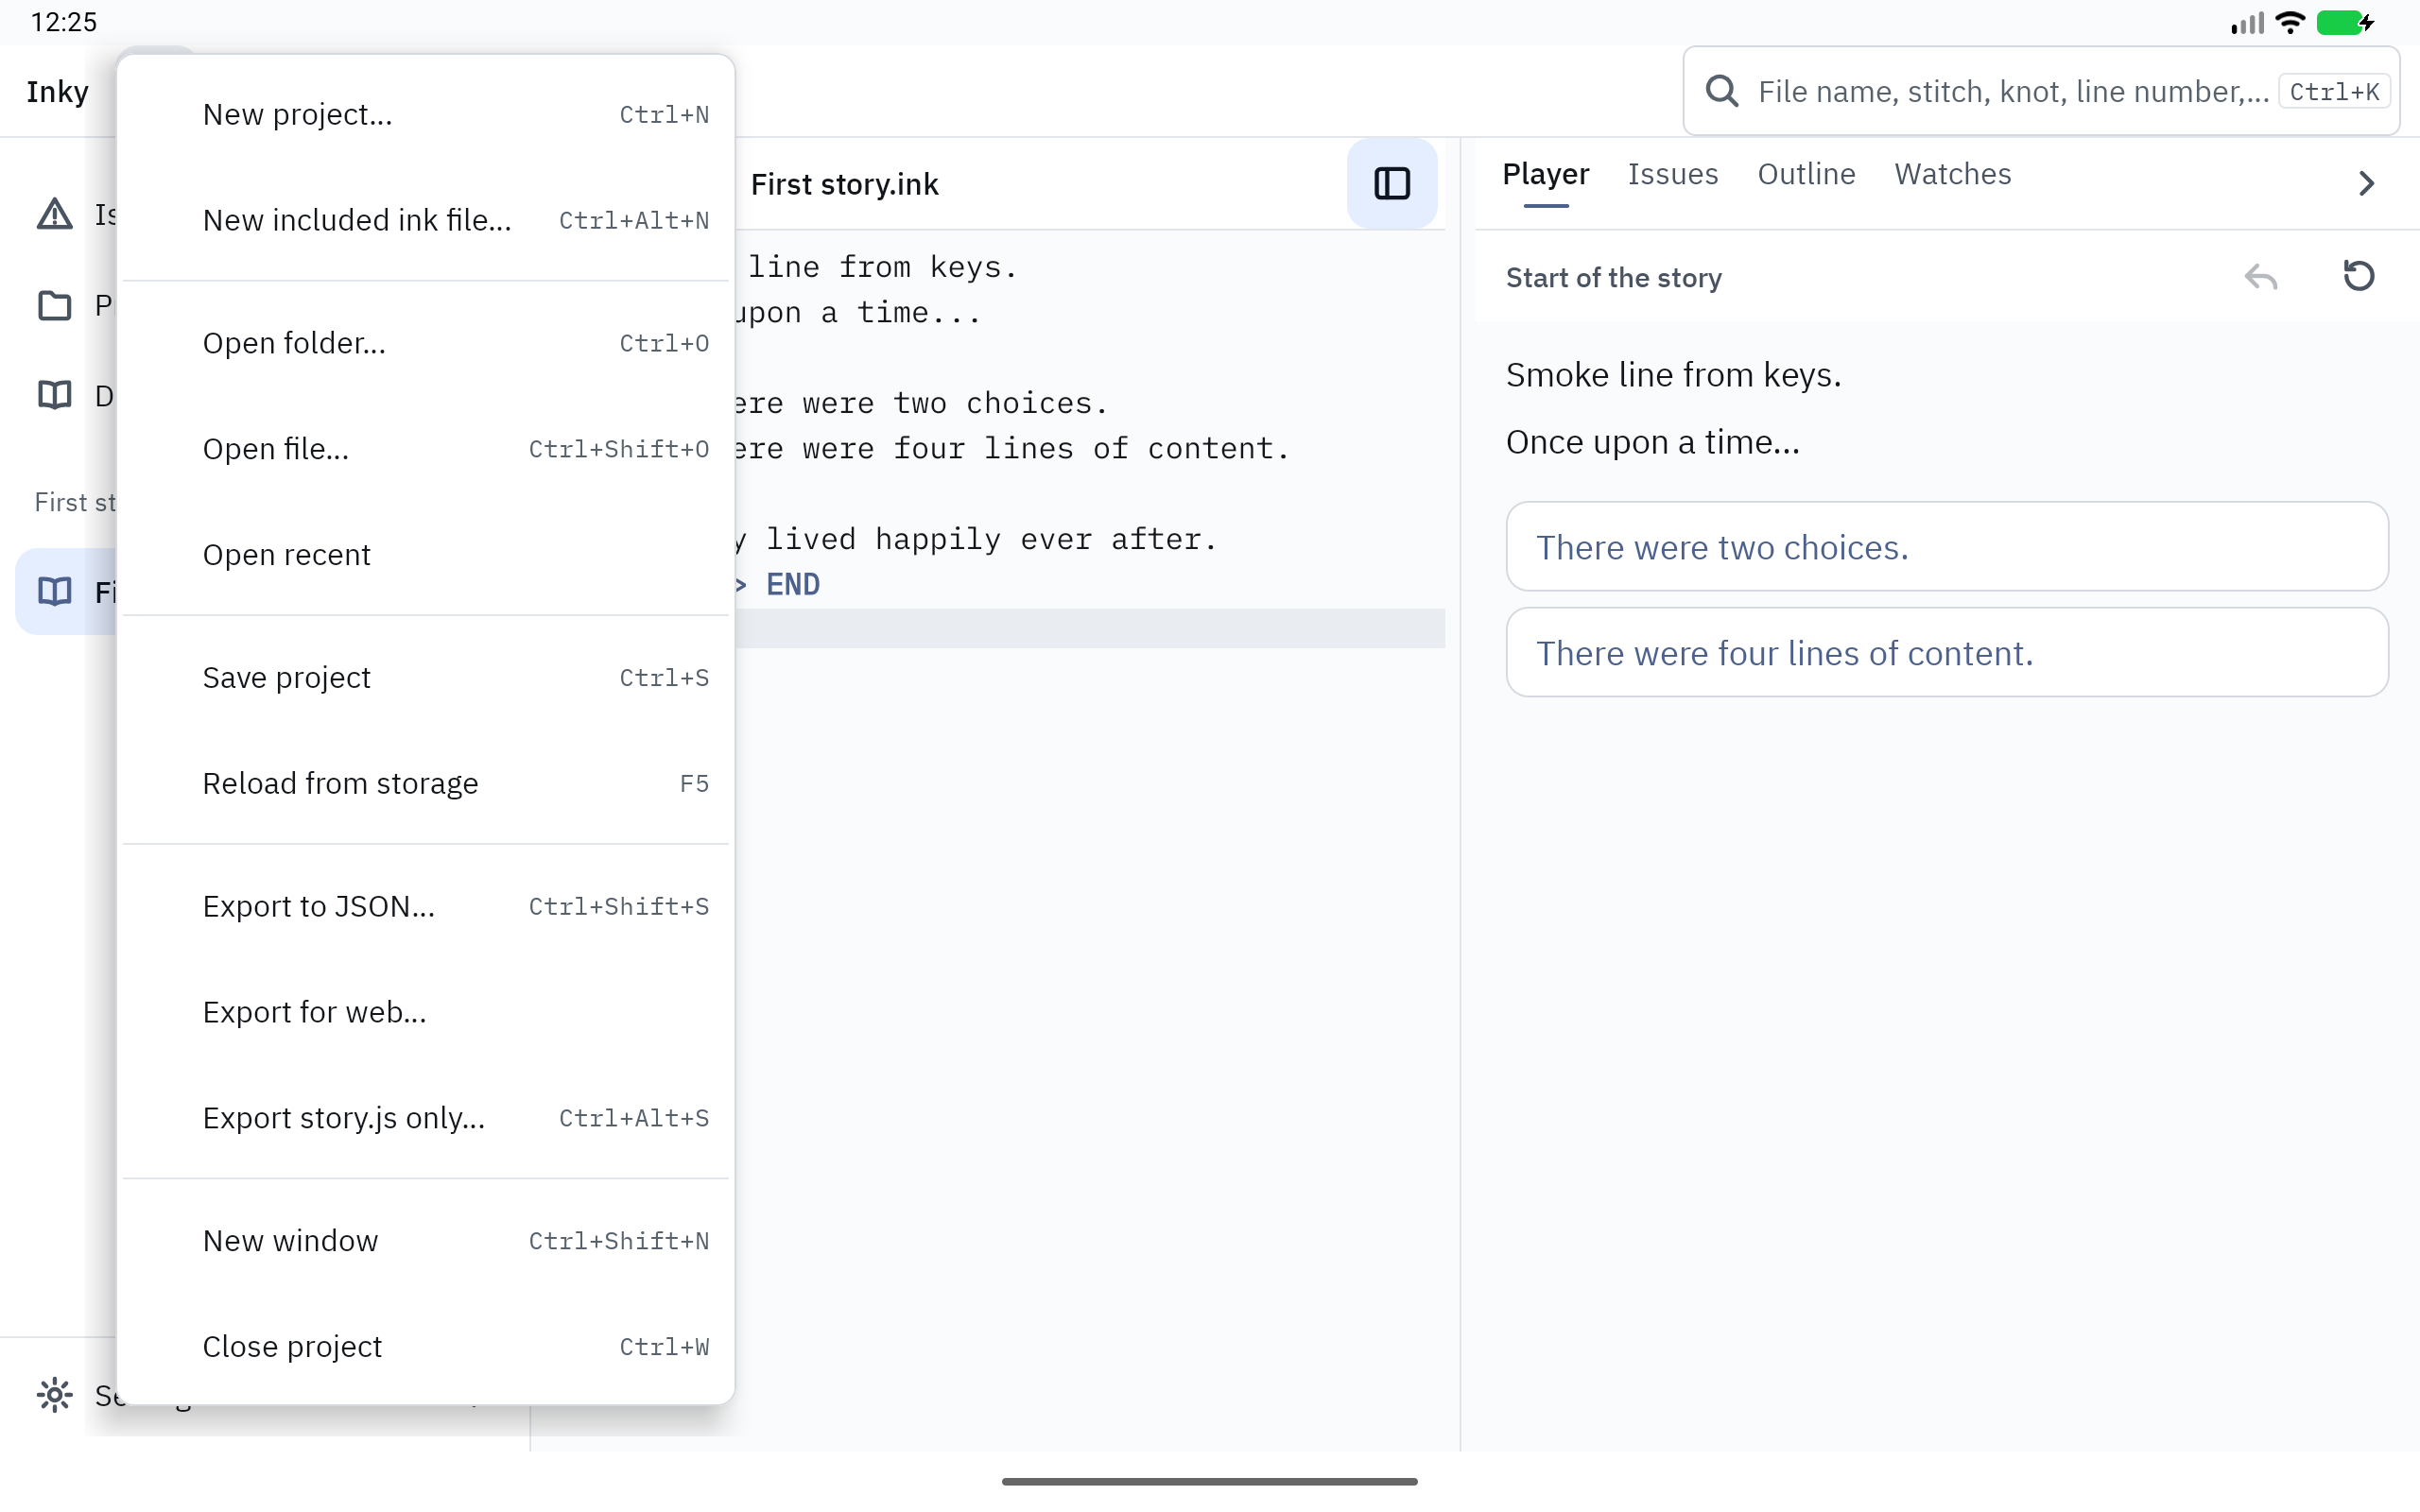 12:25
Inky
File name, stitch, knot, line number,... Ctrl+K
New project... Ctrl+N
New included ink file... Ctrl+Alt+N
Open folder... Ctrl+O
Open file... Ctrl+Shift+O
Open recent
Save project Ctrl+S
Reload from storage F5
Export to JSON... Ctrl+Shift+S
Export for web...
Export story.js only... Ctrl+Alt+S
New window Ctrl+Shift+N
Close project Ctrl+W
First
First story.ink
line from keys.
upon a time...
were two choices.
were four lines of content.
lived happily ever after.
> END
Player Issues Outline Watches
Start of the story
Smoke line from keys.
Once upon a time...
There were two choices.
There were four lines of content.